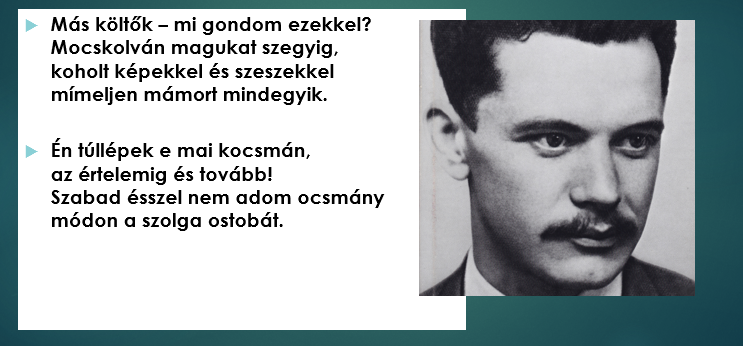 Más költők – mi gondom ezekkel?
Mocskolván magukat szegyig,
koholt képekkel és szeszekkel
mímeljen mámort mindegyik.
Én túllépek e mai kocsmán,
az értelemig és tovább!
Szabad ésszel nem adom ocsmány
módon a szolga ostobát.